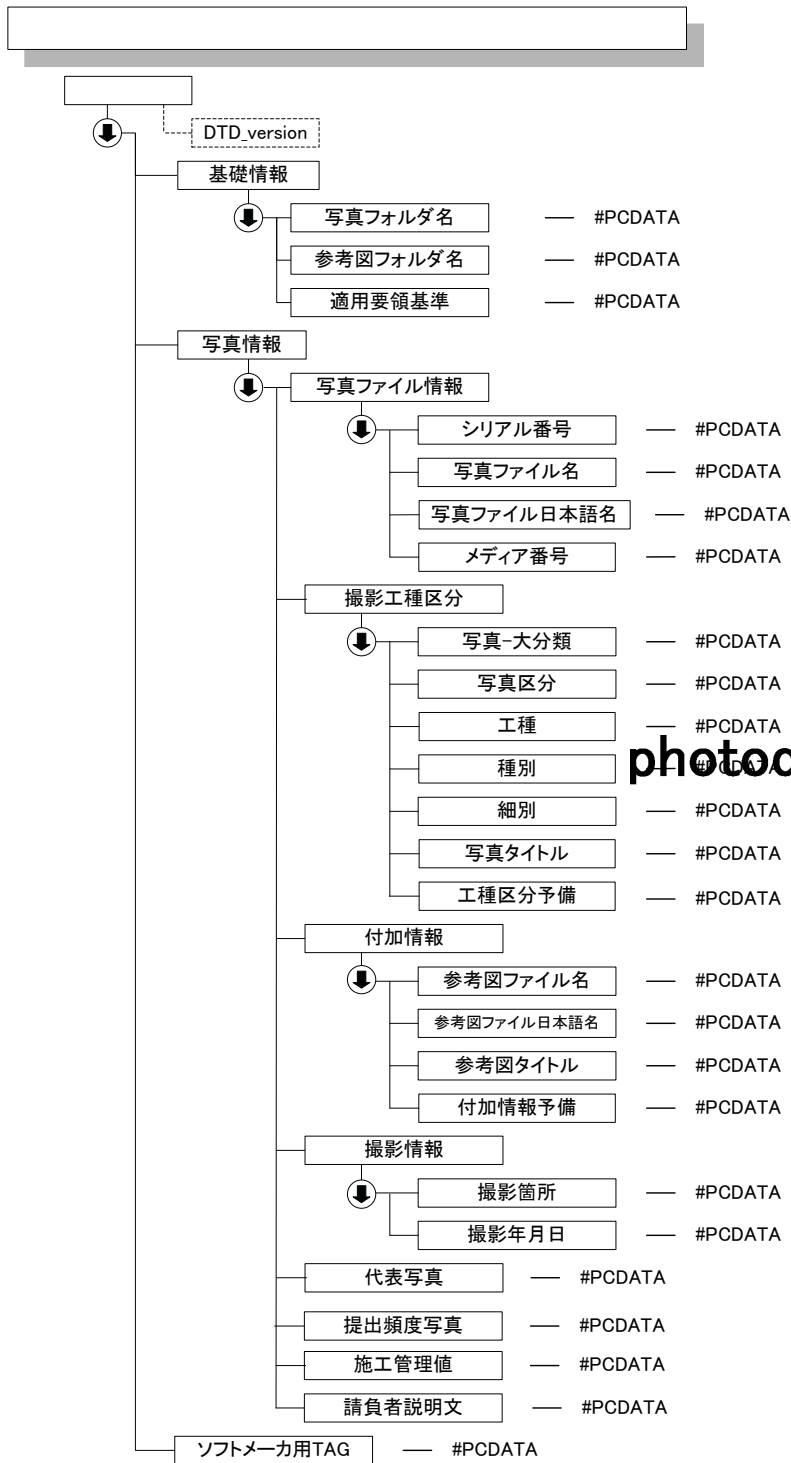 DTD_version
基礎情報
写真フォルダ名 — #PCDATA
参考図フォルダ名 — #PCDATA
適用要領基準 — #PCDATA
写真情報
写真ファイル情報
シリアル番号 — #PCDATA
写真ファイル名 — #PCDATA
写真ファイル日本語名 — #PCDATA
メディア番号 — #PCDATA
撮影工種区分
写真-大分類 — #PCDATA
写真区分 — #PCDATA
工種 — #PCDATA
種別 — #PCDATA
photo
細別 — #PCDATA
写真タイトル — #PCDATA
工種区分予備 — #PCDATA
付加情報
参考図ファイル名 — #PCDATA
参考図ファイル日本語名 — #PCDATA
参考図タイトル — #PCDATA
付加情報予備 — #PCDATA
撮影情報
撮影箇所 — #PCDATA
撮影年月日 — #PCDATA
代表写真 — #PCDATA
提出頻度写真 — #PCDATA
施工管理値 — #PCDATA
請負者説明文 — #PCDATA
ソフトメーカ用TAG — #PCDATA